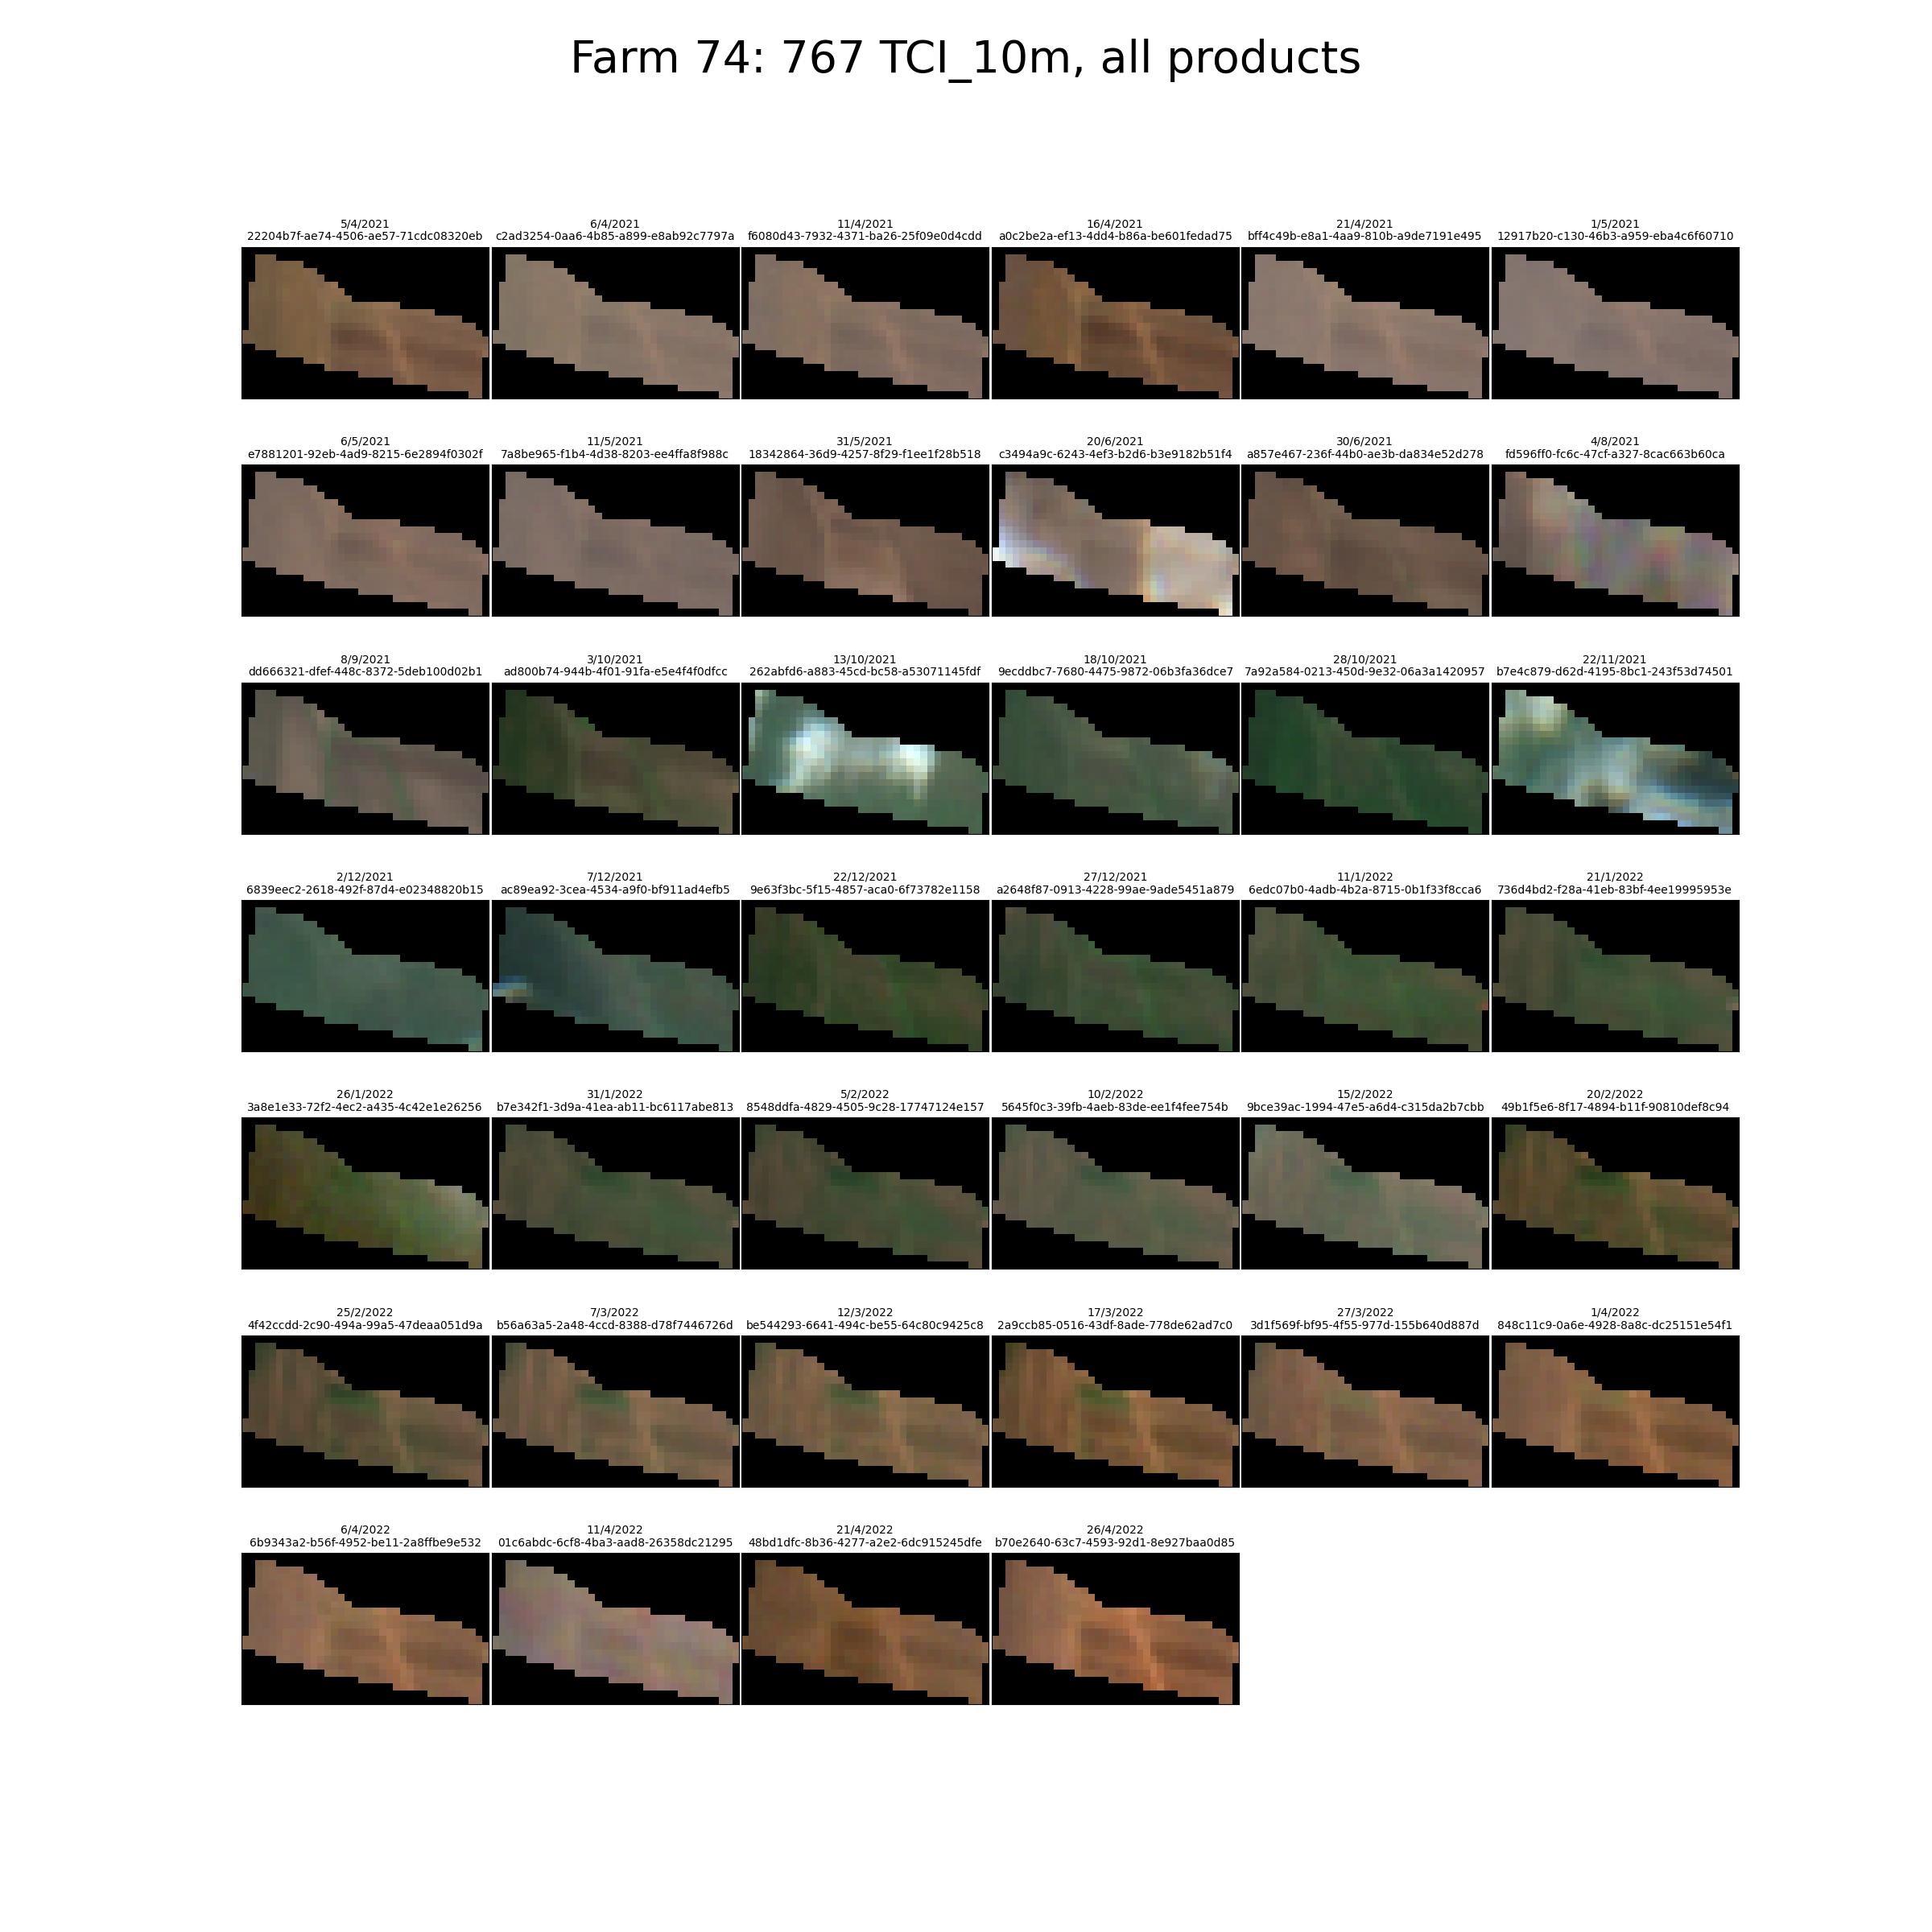 Farm 74: 767 TCI_10m, all products
5/4/2021 6/4/2021 11/4/2021 16/4/2021 21/4/2021 1/5/2021
22204b7f-ae74-4506-ae57-71cdc08320eb c2ad3254-0aa6-4b85-a899-e8ab92c7797a f6080d43-7932-4371-ba26-25f09e0d4cdd a0c2be2a-ef13-4dd4-b86a-be601fedad75 bff4c49b-e8a1-4aa9-810b-a9de7191e495 12917b20-c130-46b3-a959-eba4c6f60710
6/5/2021 11/5/2021 31/5/2021 20/6/2021 30/6/2021 4/8/2021
e7881201-92eb-4ad9-8215-6e2894f0302f 7a8be965-f1b4-4d38-8203-ee4ffa8f988c 18342864-36d9-4257-8f29-f1ee1f28b518 c3494a9c-6243-4ef3-b2d6-b3e9182b51f4 a857e467-236f-44b0-ae3b-da834e52d278 fd596ff0-fc6c-47cf-a327-8cac663b60ca
8/9/2021 3/10/2021 13/10/2021 18/10/2021 28/10/2021 22/11/2021
dd666321-dfef-448c-8372-5deb100d02b1 ad800b74-944b-4f01-91fa-e5e4f4f0dfcc 262abfd6-a883-45cd-bc58-a53071145fdf 9ecddbc7-7680-4475-9872-06b3fa36dce7 7a92a584-0213-450d-9e32-06a3a1420957 b7e4c879-d62d-4195-8bc1-243f53d74501
2/12/2021 7/12/2021 22/12/2021 27/12/2021 11/1/2022 21/1/2022
6839eec2-2618-492f-87d4-e02348820b15 ac89ea92-3cea-4534-a9f0-bf911ad4efb5 9e63f3bc-5f15-4857-aca0-6f73782e1158 a2648f87-0913-4228-99ae-9ade5451a879 6edc07b0-4adb-4b2a-8715-0b1f33f8cca6 736d4bd2-f28a-41eb-83bf-4ee19995953e
26/1/2022 31/1/2022 5/2/2022 10/2/2022 15/2/2022 20/2/2022
3a8e1e33-72f2-4ec2-a435-4c42e1e26256 b7e342f1-3d9a-41ea-ab11-bc6117abe813 8548ddfa-4829-4505-9c28-17747124e157 5645f0c3-39fb-4aeb-83de-ee1f4fee754b 9bce39ac-1994-47e5-a6d4-c315da2b7cbb 49b1f5e6-8f17-4894-b11f-90810def8c94
25/2/2022 7/3/2022 12/3/2022 17/3/2022 27/3/2022 1/4/2022
4f42ccdd-2c90-494a-99a5-47deaa051d9a b56a63a5-2a48-4ccd-8388-d78f7446726d be544293-6641-494c-be55-64c80c9425c8 2a9ccb85-0516-43df-8ade-778de62ad7c0 3d1f569f-bf95-4f55-977d-155b640d887d 848c11c9-0a6e-4928-8a8c-dc25151e54f1
6/4/2022 11/4/2022 21/4/2022 26/4/2022
6b9343a2-b56f-4952-be11-2a8ffbe9e532 01c6abdc-6cf8-4ba3-aad8-26358dc21295 48bd1dfc-8b36-4277-a2e2-6dc915245dfe b70e2640-63c7-4593-92d1-8e927baa0d85